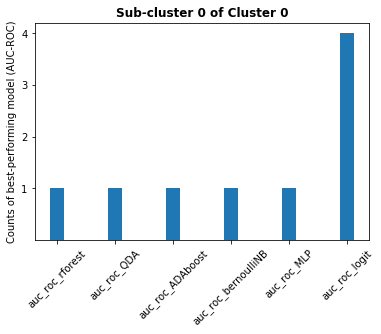 Sub-cluster 0 of Cluster 0
Counts of best-performing model (AUC-ROC)
4
3
2
1
auc_roc_rforest
auc_roc_QDA
auc_roc_ADAboost
auc_roc_bernoulliNB
auc_roc_MLP
auc_roc_logit